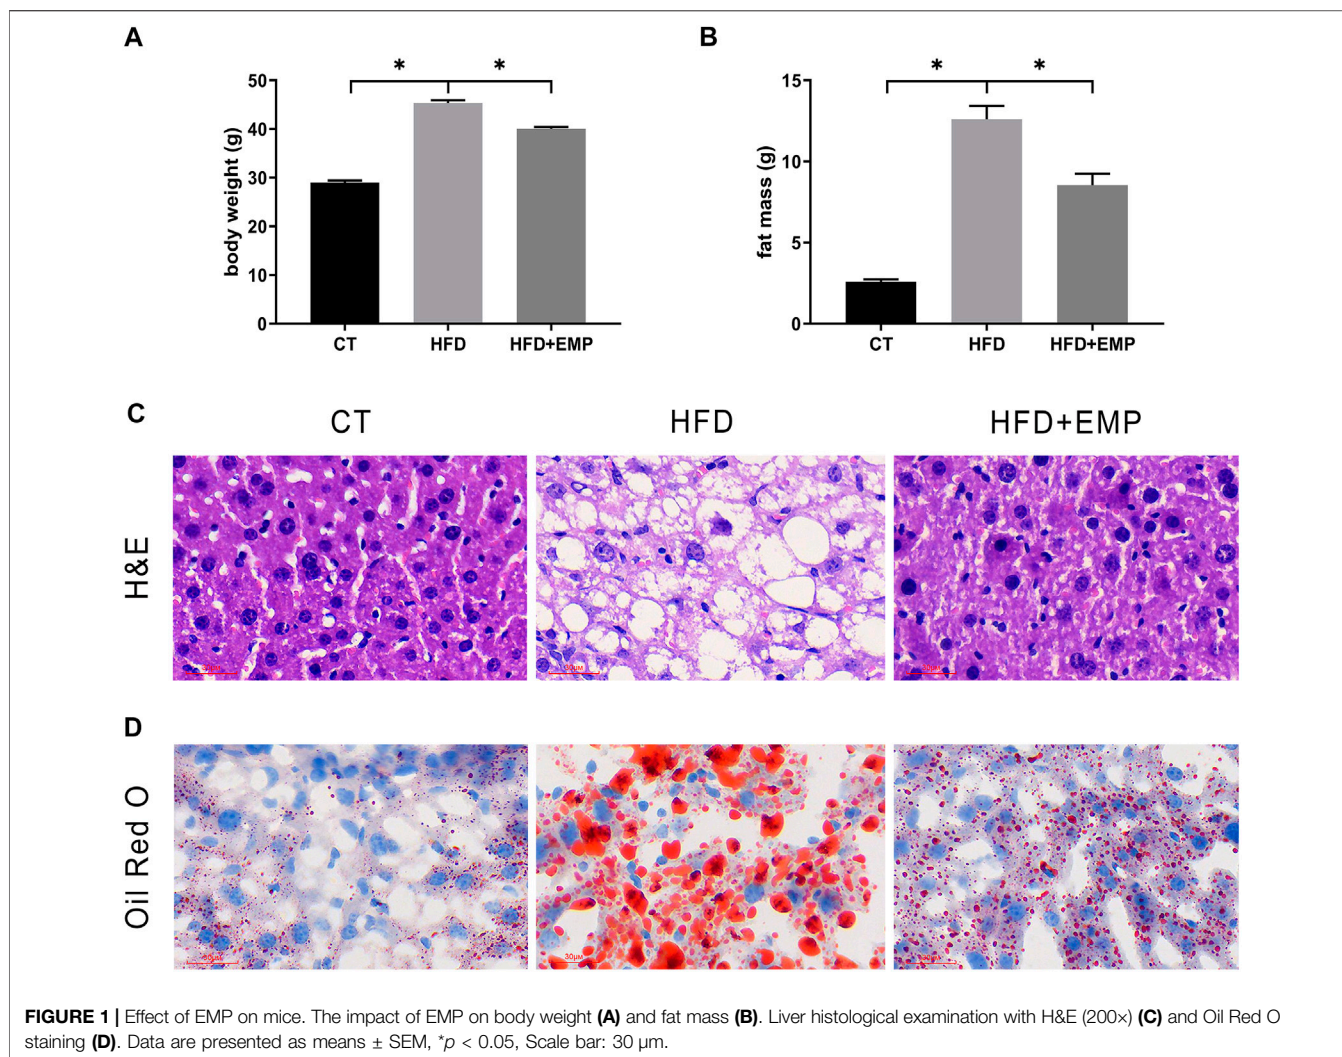 A
B
* *
* *
50
40
30
20
10
0
body weight (g)
CT HFD HFD+EMP
15
10
5
0
fat mass (g)
CT HFD HFD+EMP
C
CT HFD HFD+EMP
H&E
30μм
D
Oil Red O
30μм
30μм
FIGURE 1 | Effect of EMP on mice. The impact of EMP on body weight (A) and fat mass (B). Liver histological examination with H&E (200×) (C) and Oil Red O
staining (D). Data are presented as means ± SEM, *p < 0.05, Scale bar: 30 μm.